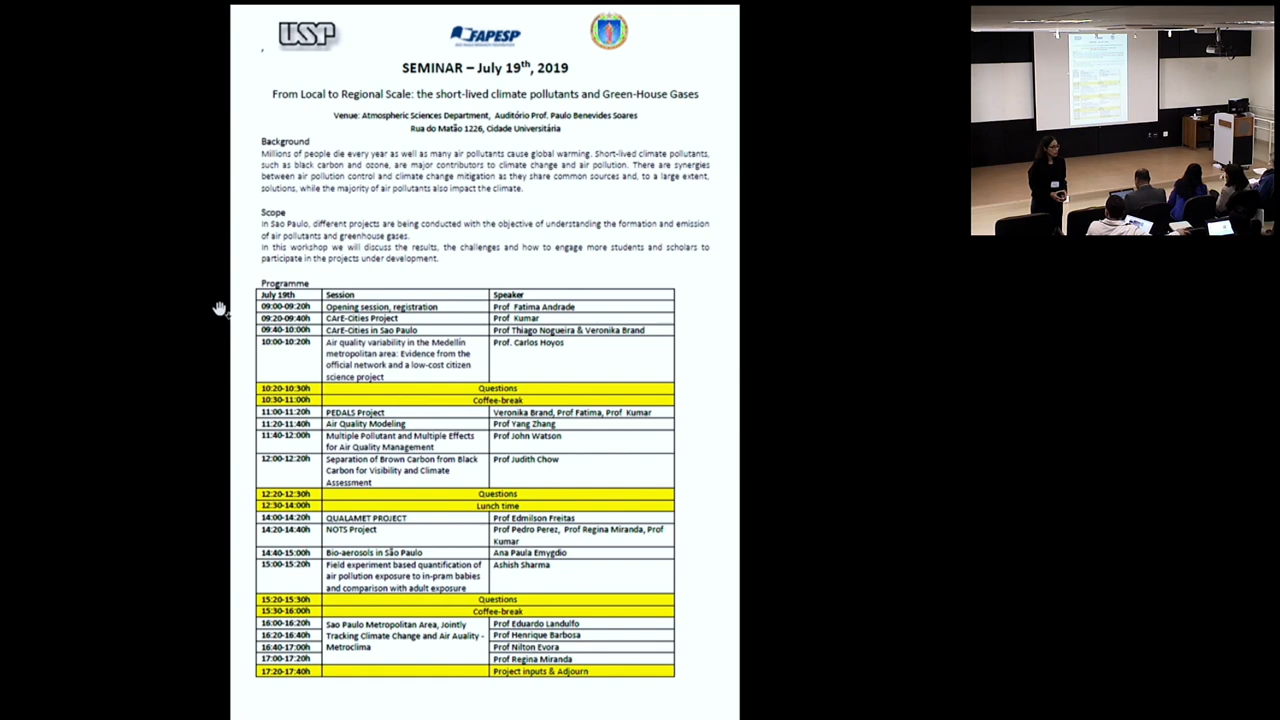 USP
FAPESP
SEMINAR – July 19th, 2019
From Local to Regional Scale: the short-lived climate pollutants and Green-House Gases
Venue: Atmospheric Sciences Department, Auditório Prof. Paulo Benevides Soares
Rua do Matão 1226, Cidade Universitária
Background
Millions of people die every year as well as many air pollutants cause global warming. Short-lived climate pollutants,
such as black carbon and ozone, are major contributors to climate change and air pollution. There are synergies
between air pollution control and climate change mitigation as they share common sources and, to a large extent,
solutions, while the majority of air pollutants also impact the climate.
Scope
In Sao Paulo, different projects are being conducted with the objective of understanding the formation and emission
of air pollutants and greenhouse gases.
In this workshop we will discuss the results, the challenges and how to engage more students and scholars to
participate in the projects under development.
Programme
July 19th Session Speaker
09:00-09:20h Opening session, registration Prof Fatima Andrade
09:20-09:40h CArE-Cities Project Prof Kumar
09:40-10:00h CArE-Cities in Sao Paulo Prof Thiago Nogueira & Veronika Brand
10:00-10:20h Air quality variability in the Medellín Prof. Carlos Hoyos
metropolitan area: Evidence from the
official network and a low-cost citizen
science project
10:20-10:30h Questions
10:30-11:00h Coffee-break
11:00-11:20h PEDALS Project Veronika Brand, Prof Fatima, Prof Kumar
11:20-11:40h Air Quality Modeling Prof Yang Zhang
11:40-12:00h Multiple Pollutant and Multiple Effects Prof John Watson
for Air Quality Management
12:00-12:20h Separation of Brown Carbon from Black Prof Judith Chow
Carbon for Visibility and Climate
Assessment
12:20-12:30h Questions
12:30-14:00h Lunch time
14:00-14:20h QUALAMET PROJECT Prof Edmilson Freitas
14:20-14:40h NOTS Project Prof Pedro Perez, Prof Regina Miranda, Prof
Kumar
14:40-15:00h Bio-aerosols in São Paulo Ana Paula Emygdio
15:00-15:20h Field experiment based quantification of Ashish Sharma
air pollution exposure to in-pram babies
and comparison with adult exposure
15:20-15:30h Questions
15:30-16:00h Coffee-break
16:00-16:20h Sao Paulo Metropolitan Area, Jointly Prof Eduardo Landulfo
16:20-16:40h Tracking Climate Change and Air Auality - Prof Henrique Barbosa
16:40-17:00h Metroclima Prof Nilton Evora
17:00-17:20h Prof Regina Miranda
17:20-17:40h Project inputs & Adjourn